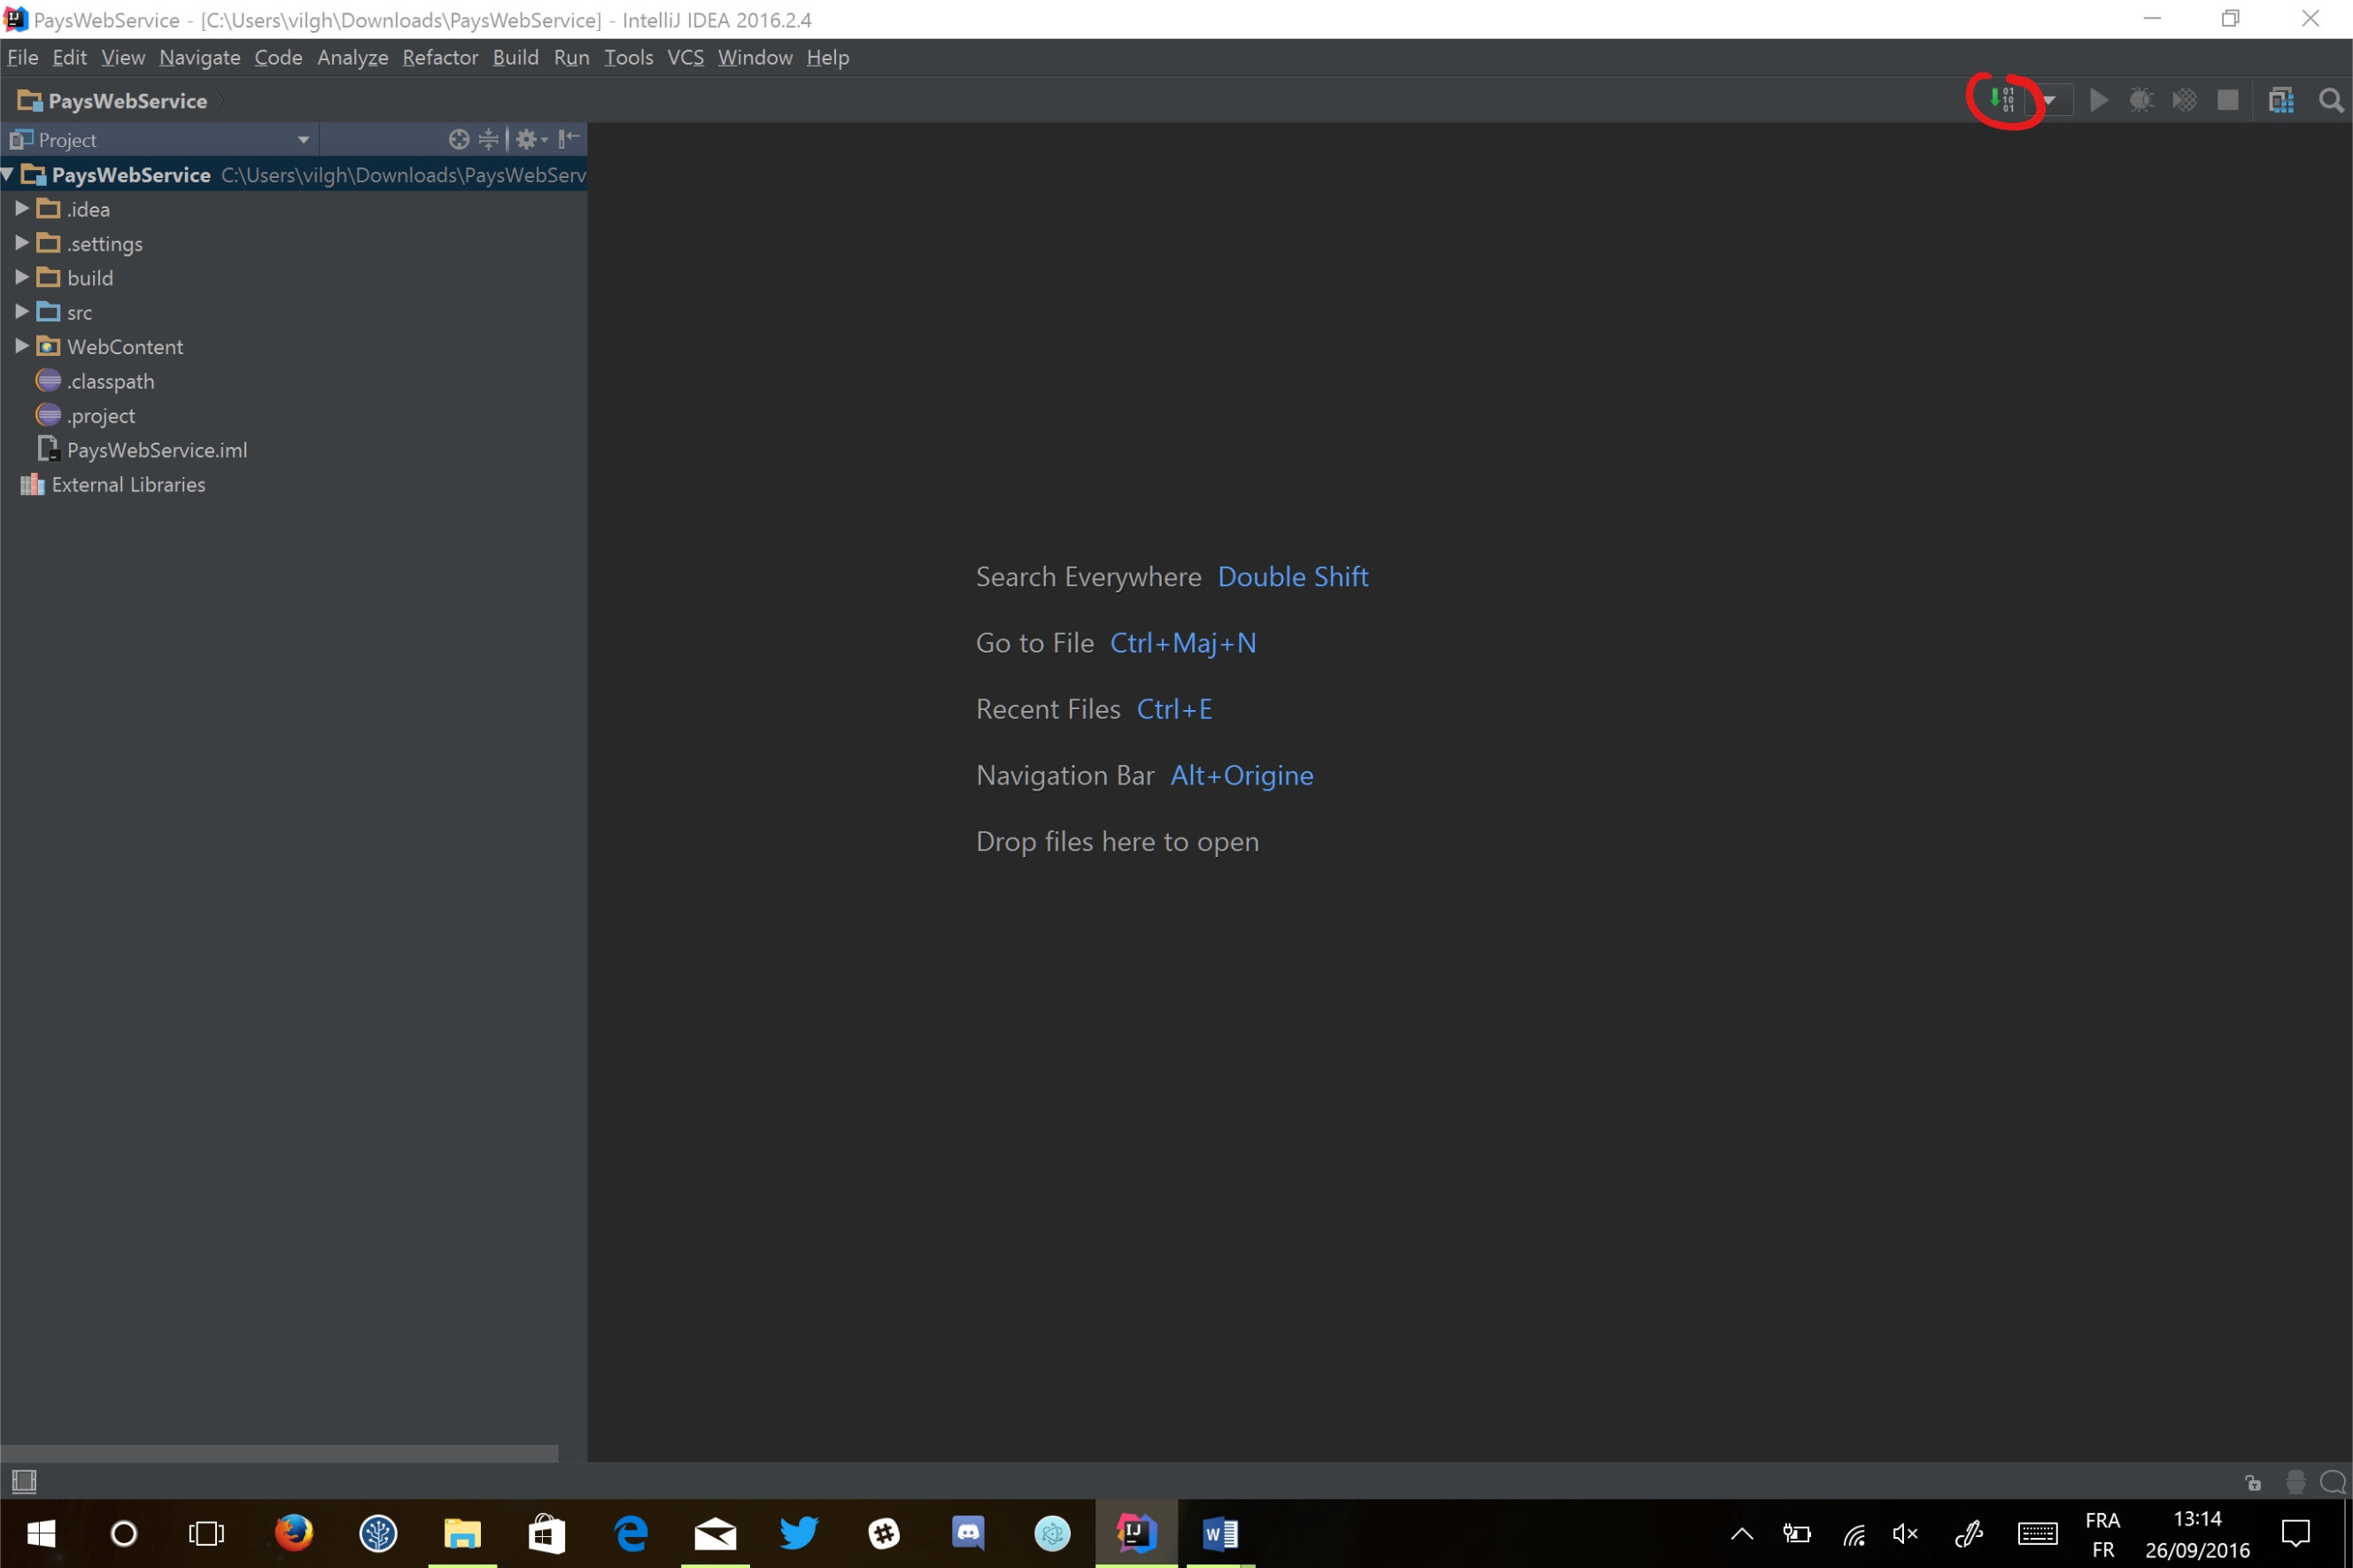 PaysWebService - [C:\Users\vilgh\Downloads\PaysWebService] - IntelliJ IDEA 2016.2.4
File Edit View Navigate Code Analyze Refactor Build Run Tools VCS Window Help
PaysWebService
01
10
01
Project
PaysWebService C:\Users\vilgh\Downloads\PaysWebServ
.idea
.settings
build
src
WebContent
.classpath
.project
PaysWebService.iml
External Libraries
Search Everywhere Double Shift
Go to File Ctrl+Maj+N
Recent Files Ctrl+E
Navigation Bar Alt+Origine
Drop files here to open
FRA
FR
13:14
26/09/2016